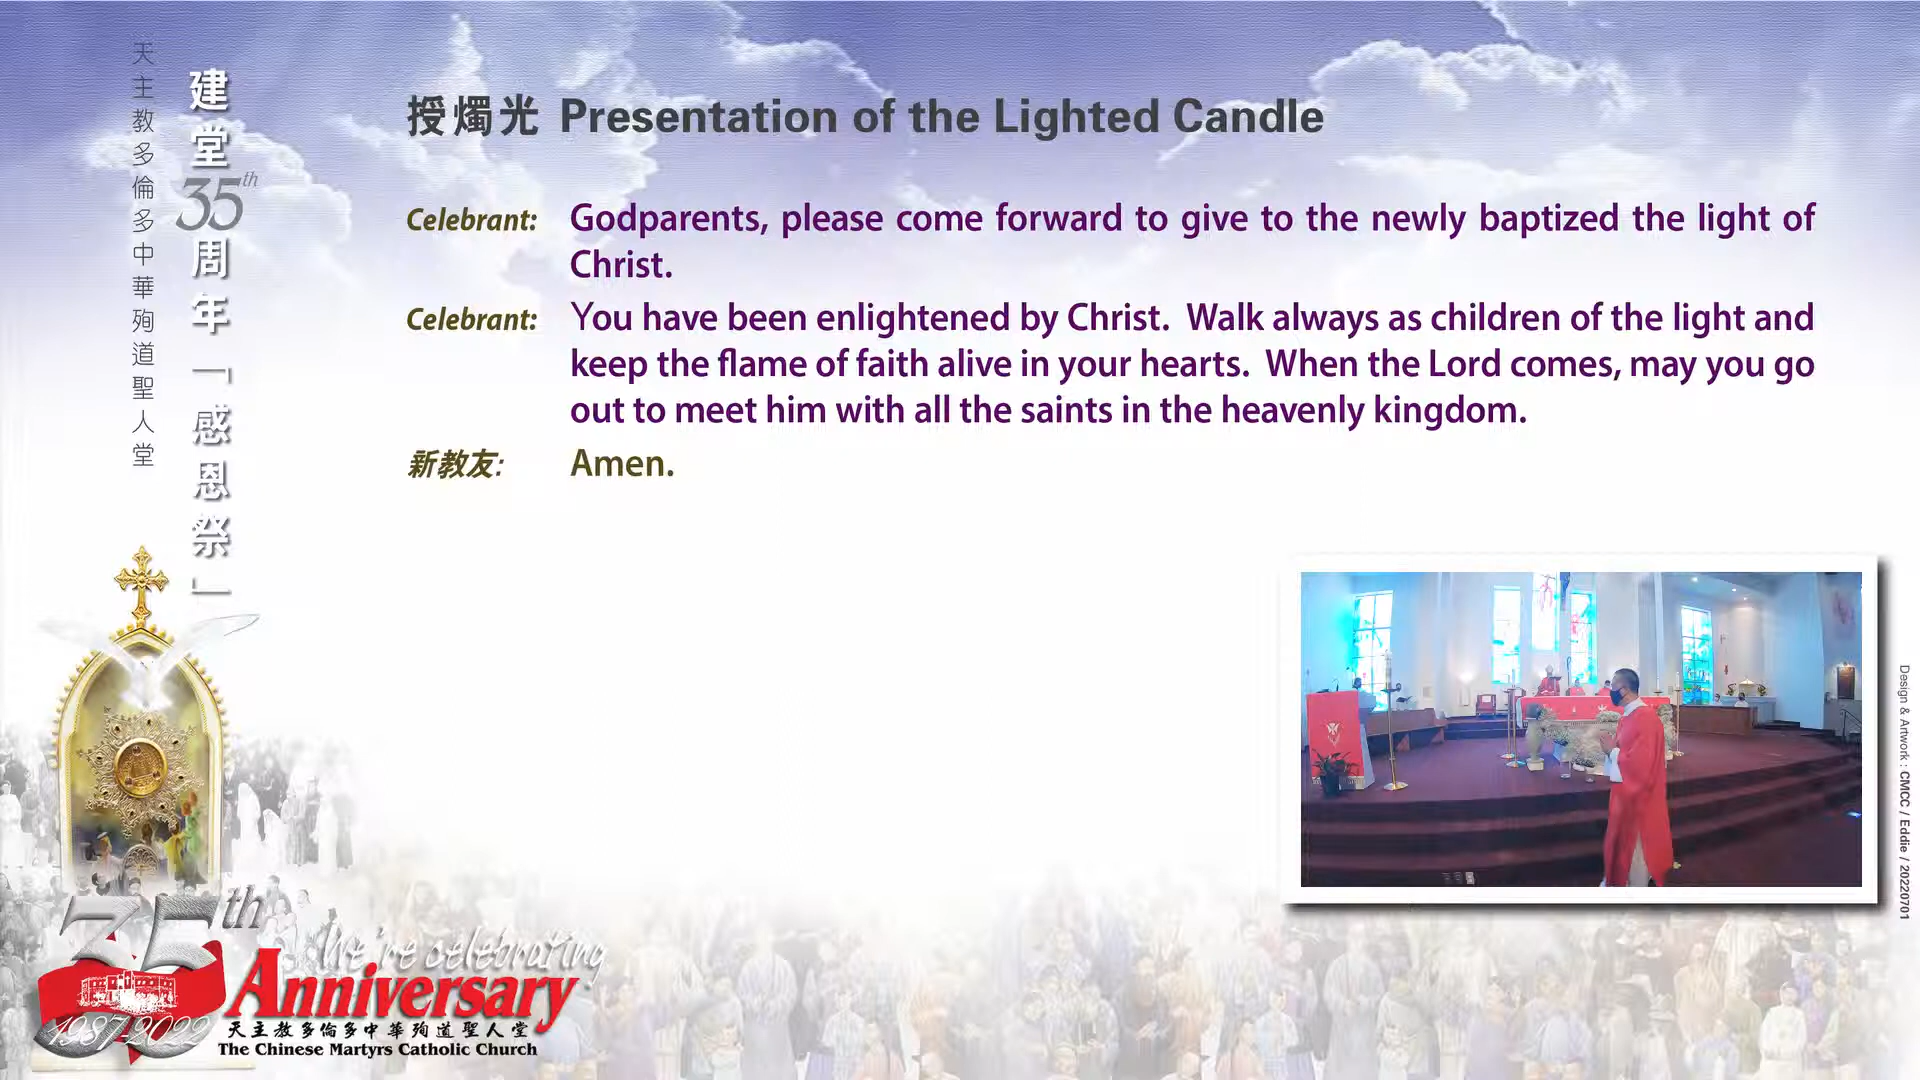 天主教多倫多中華殉道聖人堂
建堂35th周年「感恩祭」
授燭光 Presentation of the Lighted Candle
Celebrant: Godparents, please come forward to give to the newly baptized the light of
Christ.
Celebrant: You have been enlightened by Christ. Walk always as children of the light and
keep the flame of faith alive in your hearts. When the Lord comes, may you go
out to meet him with all the saints in the heavenly kingdom.
新教友: Amen.
35th
We're celebrating
Anniversary
1987-2022
天主教多倫多中華殉道聖人堂
The Chinese Martyrs Catholic Church
Design & Artwork : CMCC / Eddie / 20220701